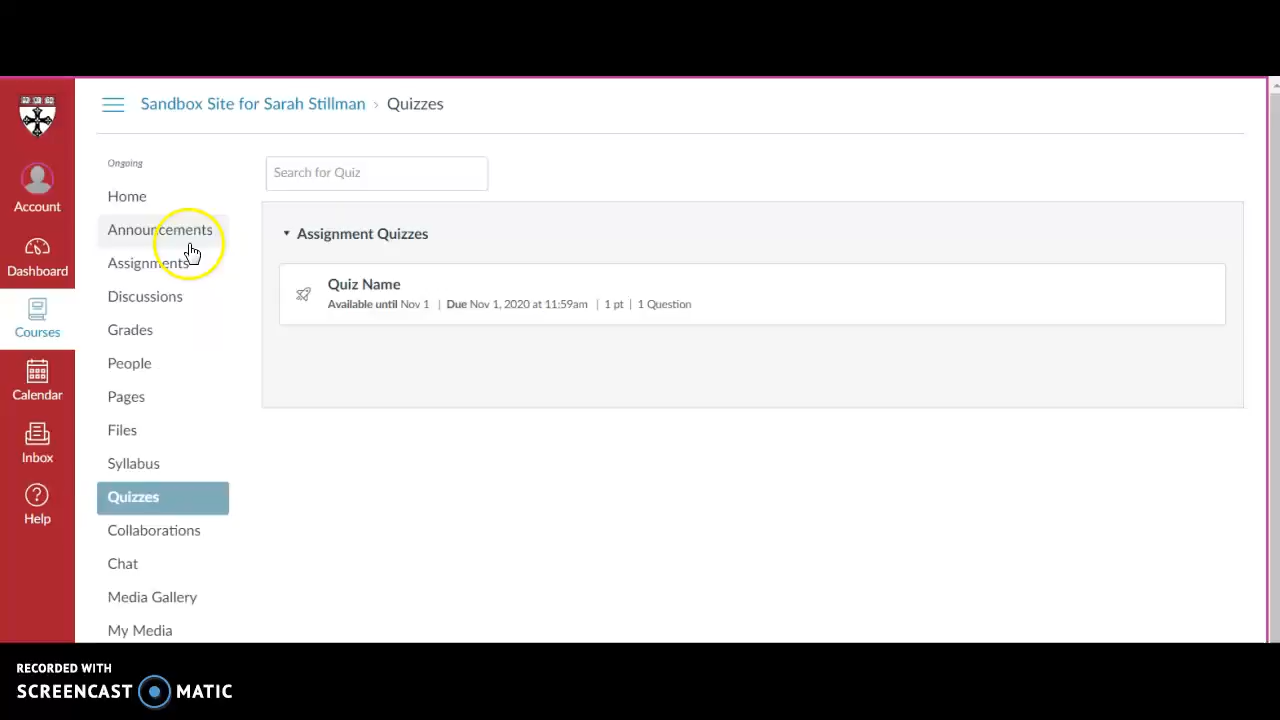 Sandbox Site for Sarah Stillman › Quizzes
Account
Dashboard
Courses
Calendar
Inbox
Help
Ongoing
Home
Announcements
Assignments
Discussions
Grades
People
Pages
Files
Syllabus
Quizzes
Collaborations
Chat
Media Gallery
My Media
Search for Quiz
Assignment Quizzes
Quiz Name
Available until Nov 1 | Due Nov 1, 2020 at 11:59am | 1 pt | 1 Question
RECORDED WITH
SCREENCAST MATIC